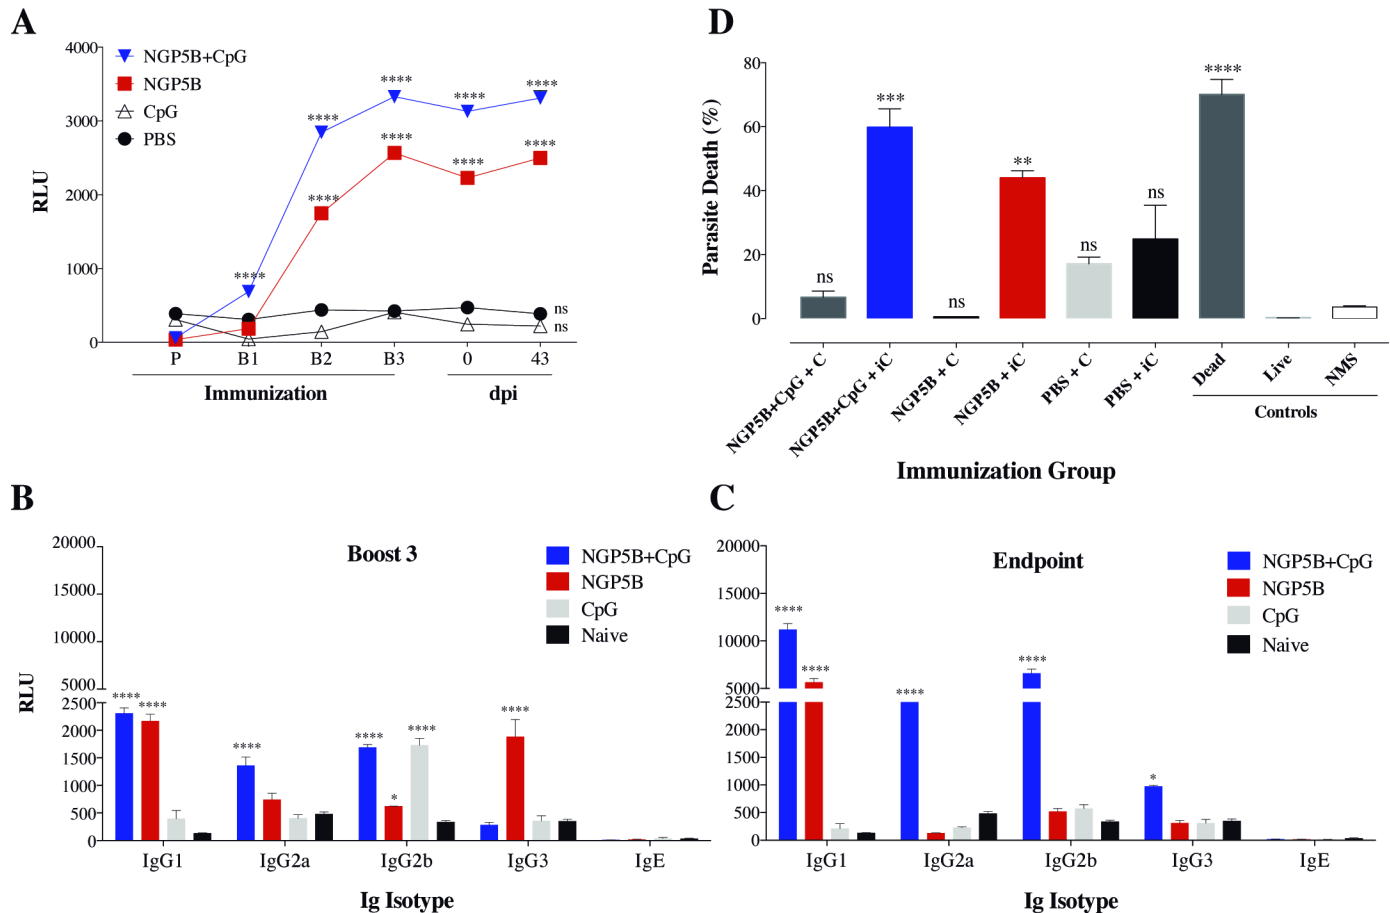 A
RLU
4000
3000
2000
1000
0
NGP5B+CpG
NGP5B
CpG
PBS
****
****
****
****
****
****
****
****
****
ns
ns
P B1 B2 B3 0 43
Immunization dpi
D
Parasite Death (%)
80
60
40
20
0
ns
***
ns
**
ns
ns
****
NGP5B+CpG + C
NGP5B+CpG + iC
NGP5B + C
NGP5B + iC
PBS + C
PBS + iC
Dead
Live
NMS
Controls
Immunization Group
B
Boost 3
RLU
20000
15000
10000
5000
2500
2000
1500
1000
500
0
NGP5B+CpG
NGP5B
CpG
Naive
**** ****
****
**** * ****
****
IgG1 IgG2a IgG2b IgG3 IgE
Ig Isotype
C
Endpoint
20000
15000
10000
5000
2500
2000
1500
1000
500
0
NGP5B+CpG
NGP5B
CpG
Naive
****
****
****
****
*
IgG1 IgG2a IgG2b IgG3 IgE
Ig Isotype